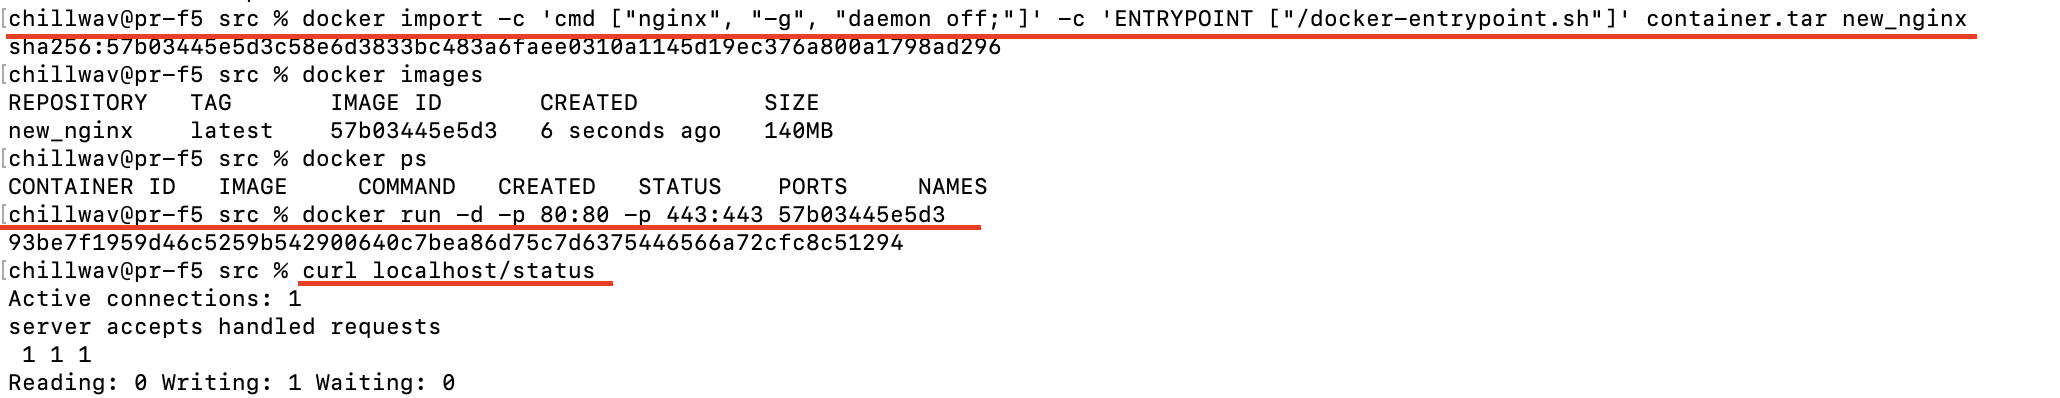 [chillwav@pr-f5 src % docker import -c 'cmd ["nginx", "-g", "daemon off;"]' -c 'ENTRYPOINT ["/docker-entrypoint.sh"]' container.tar new_nginx
sha256:57b03445e5d3c58e6d3833bc483a6faee0310a1145d19ec376a800a1798ad296
[chillwav@pr-f5 src % docker images
REPOSITORY   TAG       IMAGE ID       CREATED         SIZE
new_nginx    latest    57b03445e5d3   6 seconds ago   140MB
[chillwav@pr-f5 src % docker ps
CONTAINER ID   IMAGE     COMMAND   CREATED   STATUS    PORTS     NAMES
[chillwav@pr-f5 src % docker run -d -p 80:80 -p 443:443 57b03445e5d3
93be7f1959d46c5259b542900640c7bea86d75c7d6375446566a72cfc8c51294
[chillwav@pr-f5 src % curl localhost/status
Active connections: 1
server accepts handled requests
 1 1 1
Reading: 0 Writing: 1 Waiting: 0